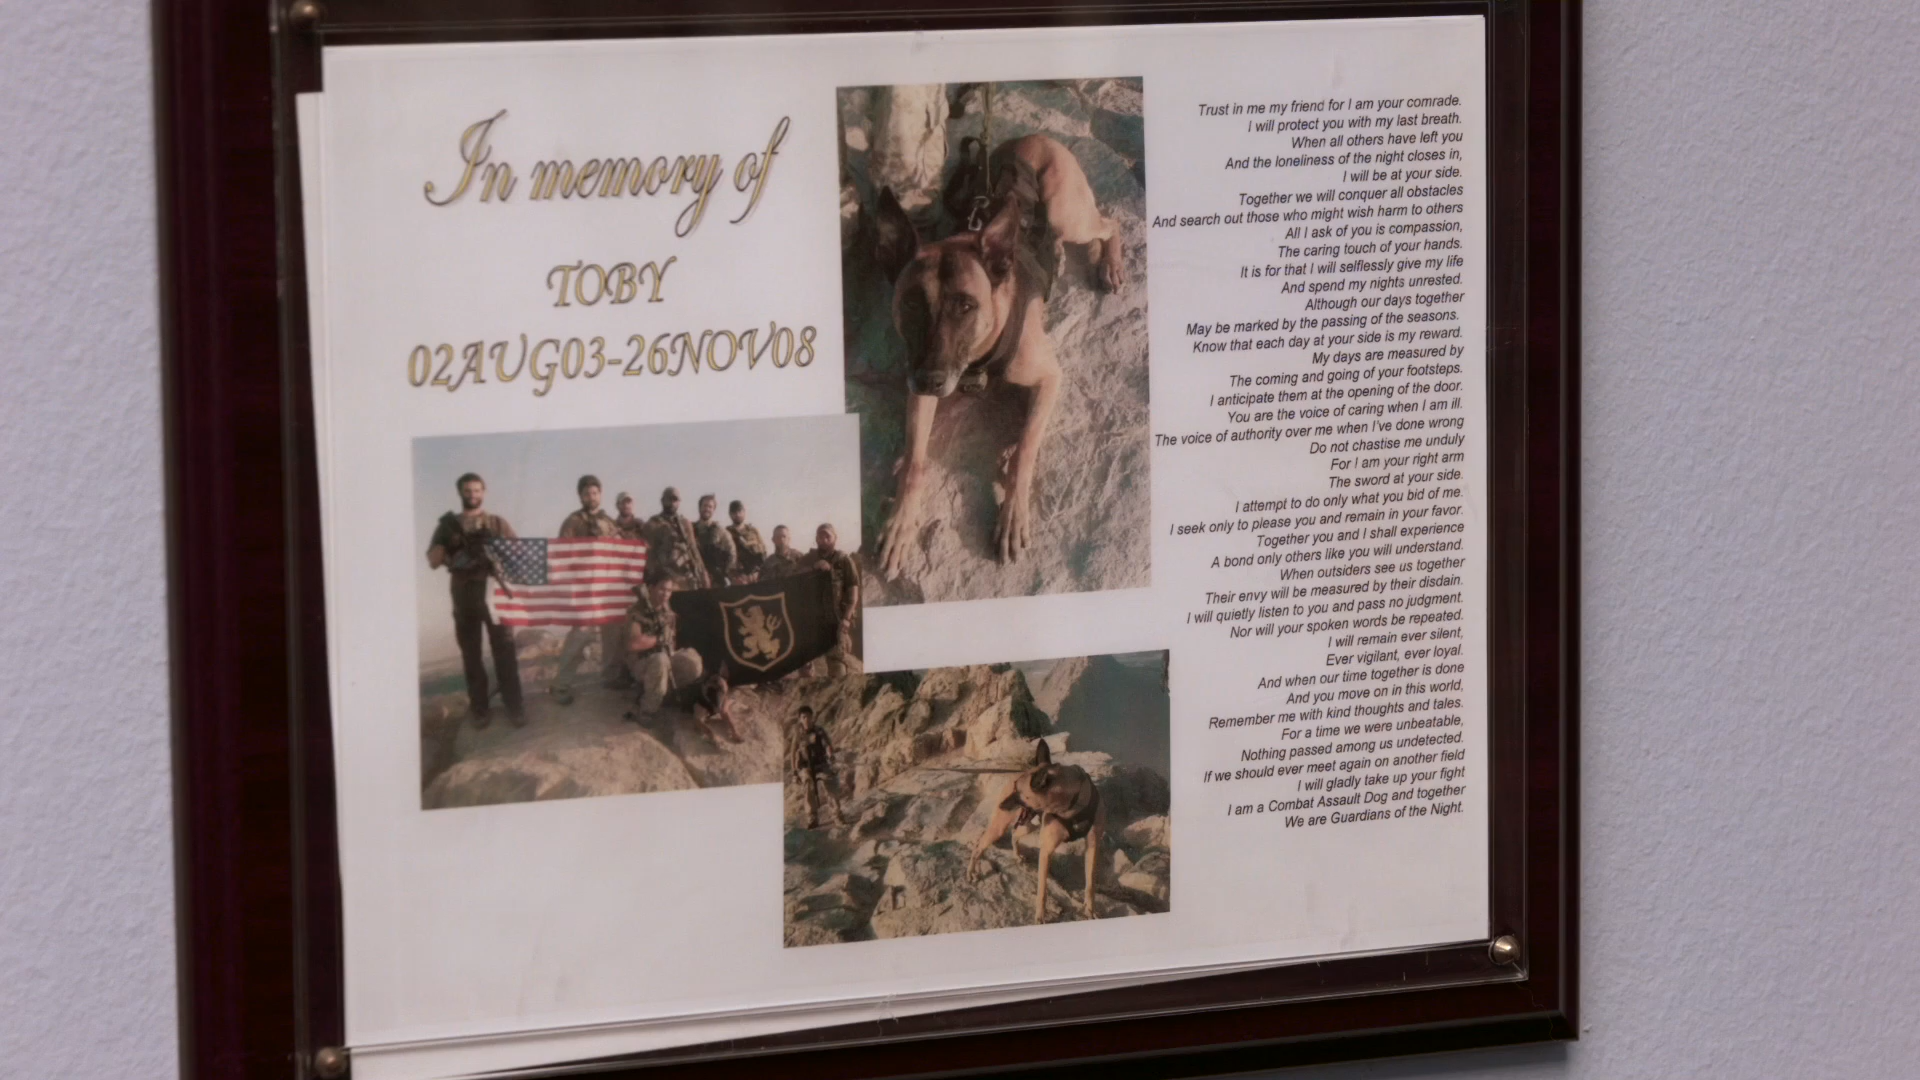 In memory of
TOBY
02AUG03-26NOV08
Trust in me my friend for I am your comrade.
I will protect you with my last breath.
When all others have left you
And the loneliness of the night closes in,
I will be at your side.
Together we will conquer all obstacles
And search out those who might wish harm to others
All I ask of you is compassion,
The caring touch of your hands.
It is for that I will selflessly give my life
And spend my nights unrested.
Although our days together
May be marked by the passing of the seasons.
Know that each day at your side is my reward.
My days are measured by
The coming and going of your footsteps.
I anticipate them at the opening of the door.
You are the voice of caring when I am ill.
The voice of authority over me when I've done wrong
Do not chastise me unduly
For I am your right arm
The sword at your side.
I attempt to do only what you bid of me.
I seek only to please you and remain in your favor.
Together you and I shall experience
A bond only others like you will understand.
When outsiders see us together
Their envy will be measured by their disdain.
I will quietly listen to you and pass no judgment.
Nor will your spoken words be repeated.
I will remain ever silent,
Ever vigilant, ever loyal.
And when our time together is done
And you move on in this world,
Remember me with kind thoughts and tales.
For a time we were unbeatable,
Nothing passed among us undetected.
If we should ever meet again on another field
I will gladly take up your fight
I am a Combat Assault Dog and together
We are Guardians of the Night.